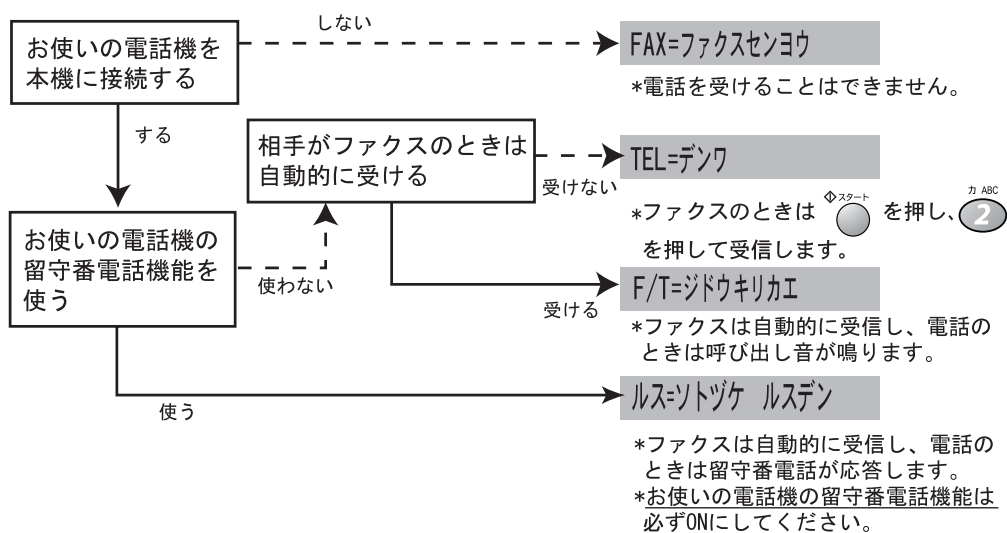 しない
お使いの電話機を
本機に接続する
FAX=ファクスセンヨウ
*電話を受けることはできません。
する
相手がファクスのときは
自動的に受ける
受けない
TEL=デンワ
*ファクスのときは スタート を押し、カ ABC 2
を押して受信します。
お使いの電話機の
留守番電話機能を
使う
使わない
受ける
F/T=ジドウキリカエ
*ファクスは自動的に受信し、電話の
ときは呼び出し音が鳴ります。
使う
ルス=ソトヅケ ルスデン
*ファクスは自動的に受信し、電話の
ときは留守番電話が応答します。
*お使いの電話機の留守番電話機能は
必ずONにしてください。